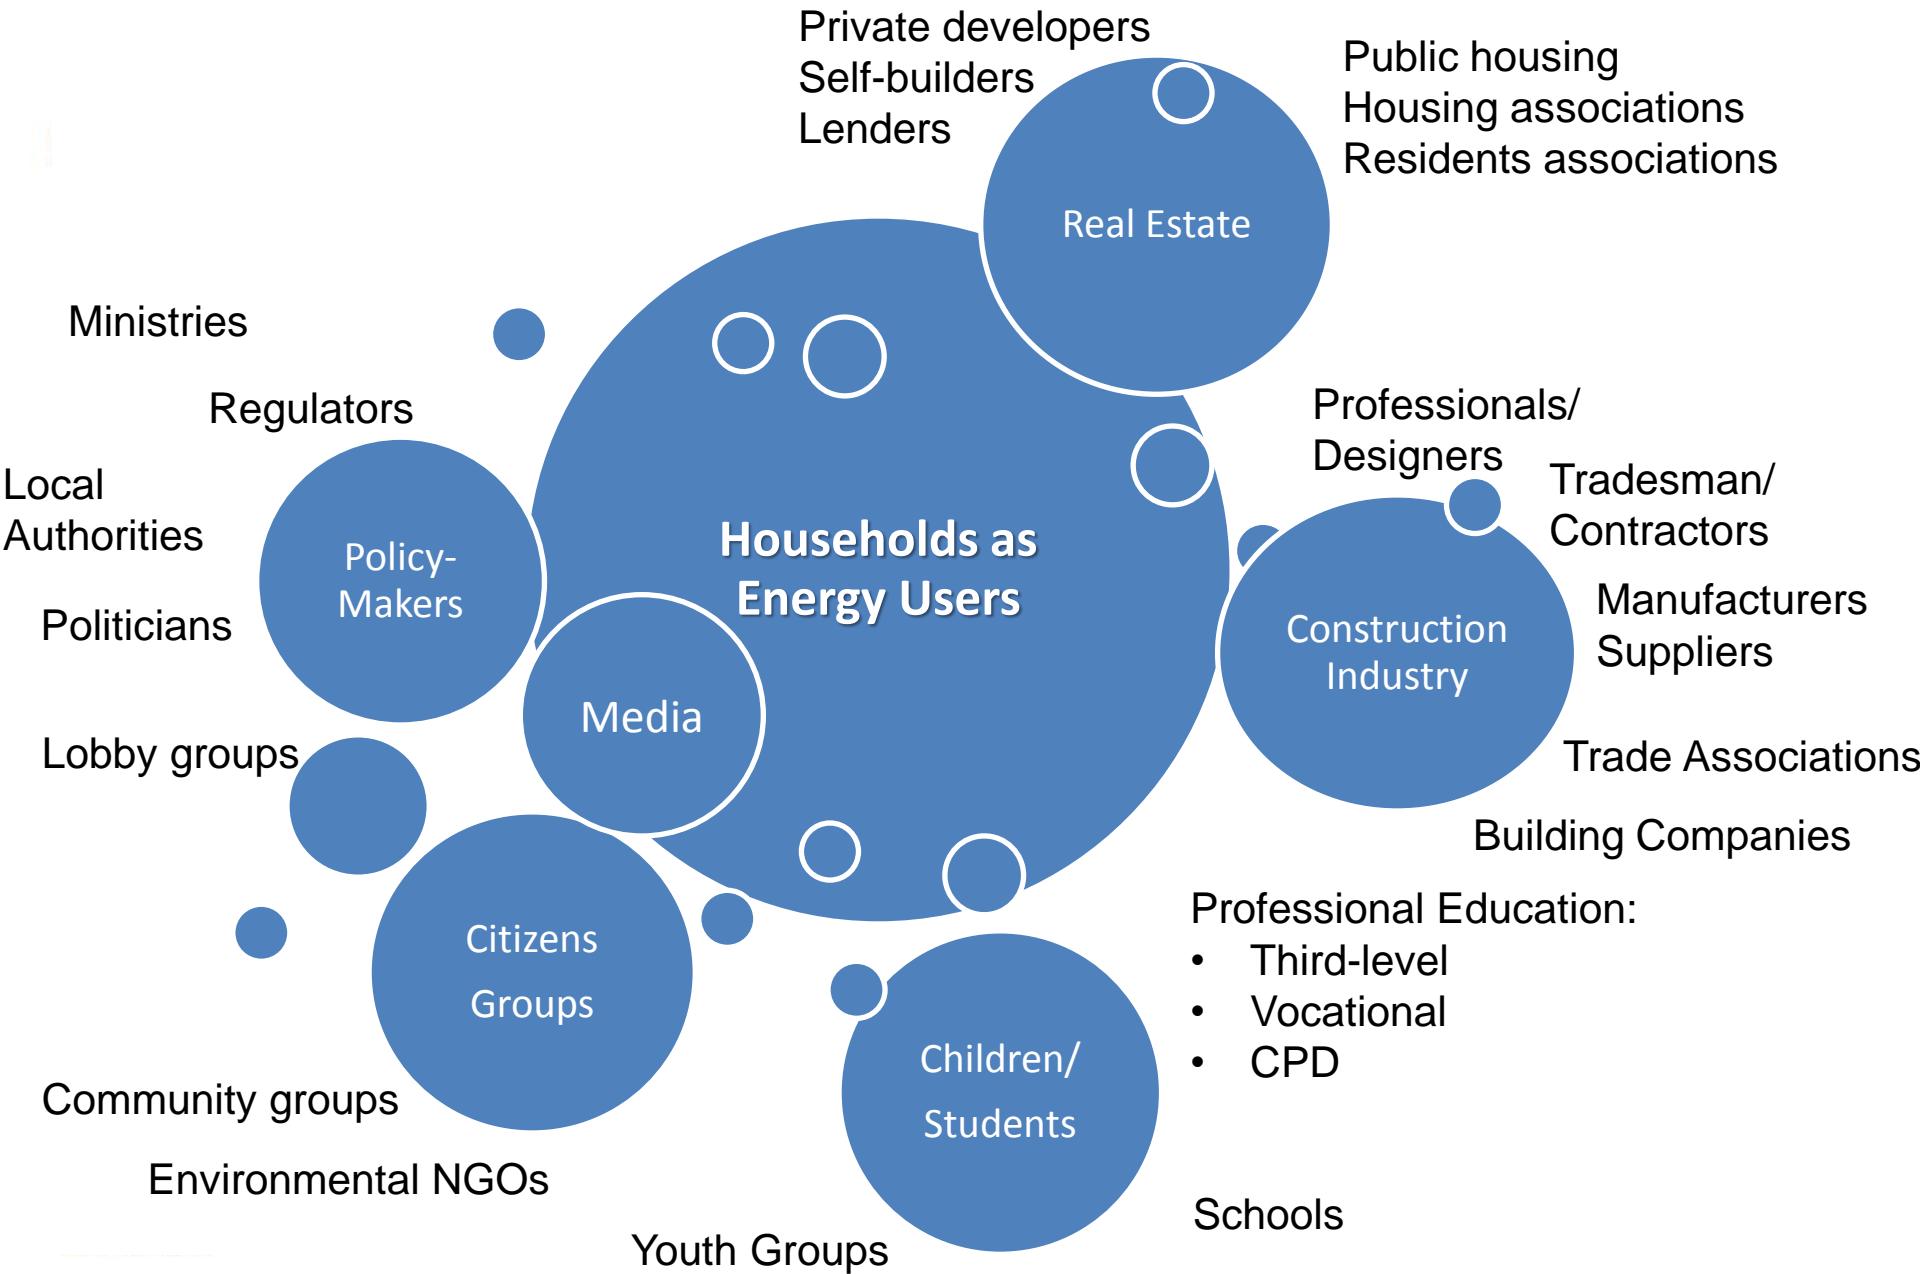 Private developers
Self-builders
Lenders
Public housing
Housing associations
Residents associations
Real Estate
Ministries
Regulators
Local
Authorities
Politicians
Policy-
Makers
Households as
Energy Users
Media
Professionals/
Designers
Tradesman/
Contractors
Manufacturers
Suppliers
Construction
Industry
Trade Associations
Building Companies
Lobby groups
Citizens
Groups
Community groups
Environmental NGOs
Professional Education:
• Third-level
• Vocational
• CPD
Children/
Students
Schools
Youth Groups